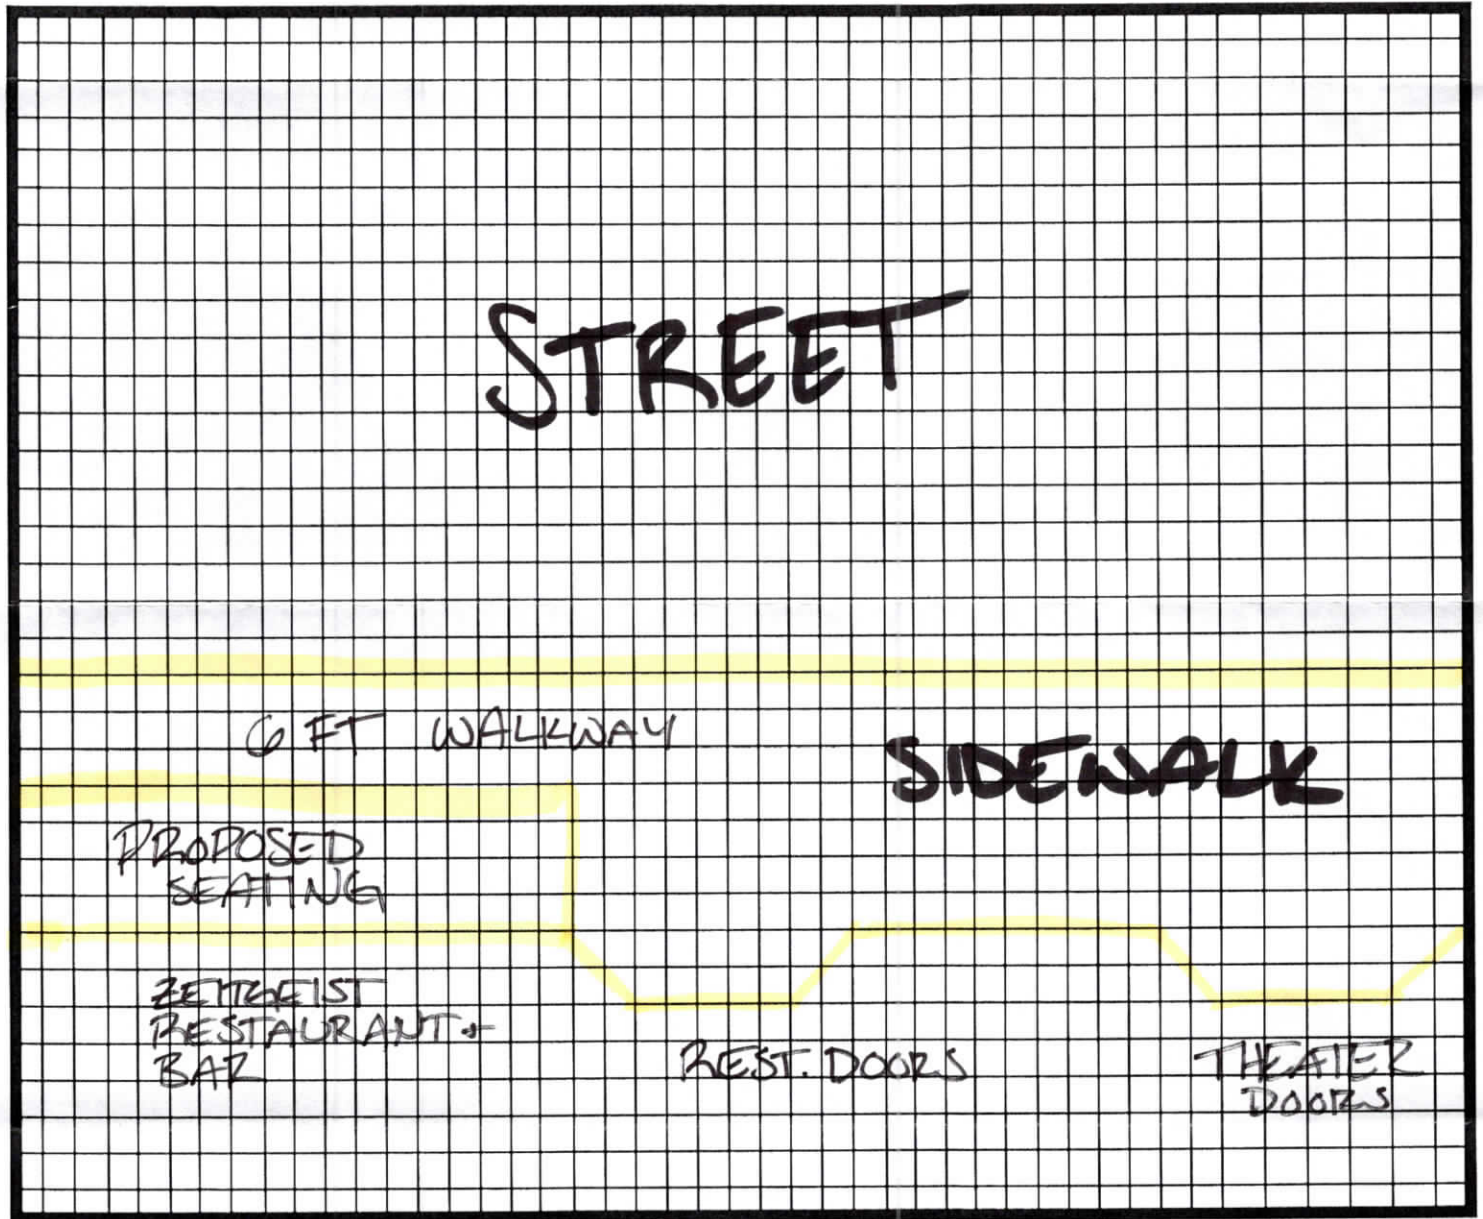 STREET
6 FT WALKWAY
SIDEWALK
PROPOSED
SEATING
ZEITGEIST
RESTAURANT +
BAR
REST. DOORS
THEATER
DOORS